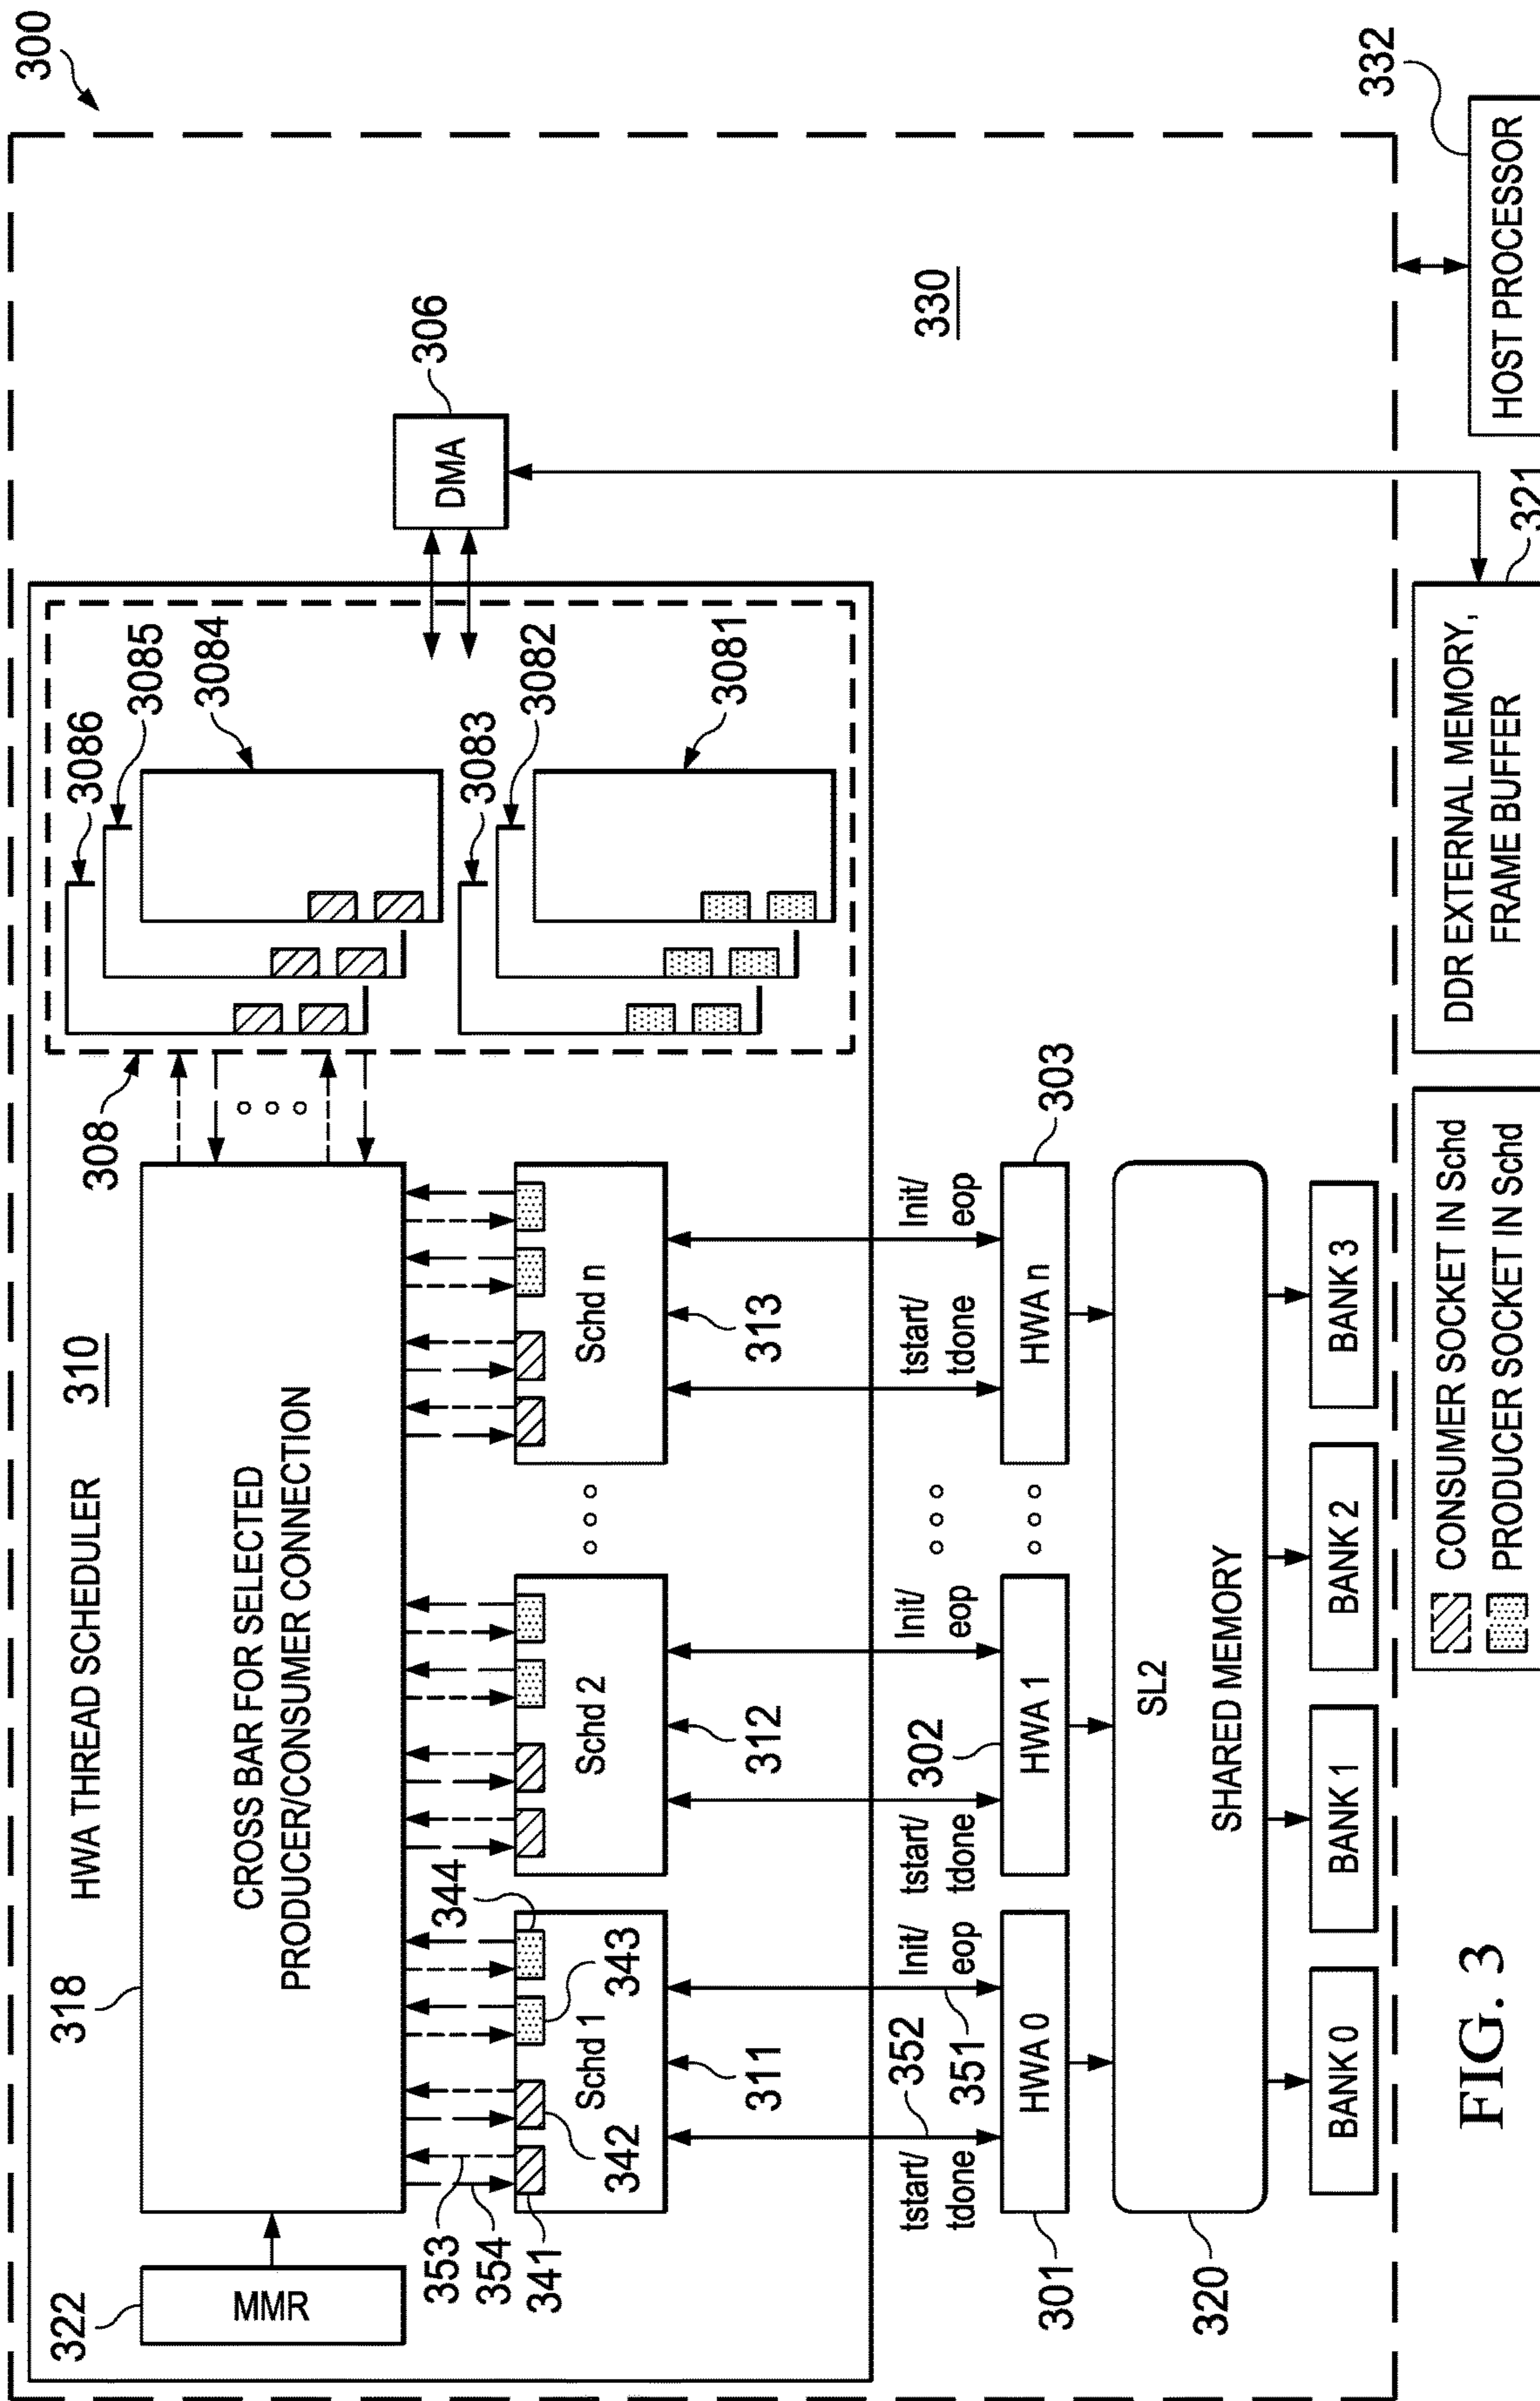 300
HWA THREAD SCHEDULER
310
322
MMR
318
CROSS BAR FOR SELECTED
PRODUCER/CONSUMER CONNECTION
308
3086
3085
3084
3083
3082
3081
DMA
306
353
354
341
342
343
344
Schd 1
311
Schd 2
312
Schd n
313
tstart/
tdone
352
351
Init/
eop
tstart/
tdone
302
Init/
eop
tstart/
tdone
Init/
eop
303
301
HWA 0
HWA 1
HWA n
330
320
SL2
SHARED MEMORY
BANK 0
BANK 1
BANK 2
BANK 3
332
HOST PROCESSOR
321
DDR EXTERNAL MEMORY,
FRAME BUFFER
CONSUMER SOCKET IN Schd
PRODUCER SOCKET IN Schd
FIG. 3